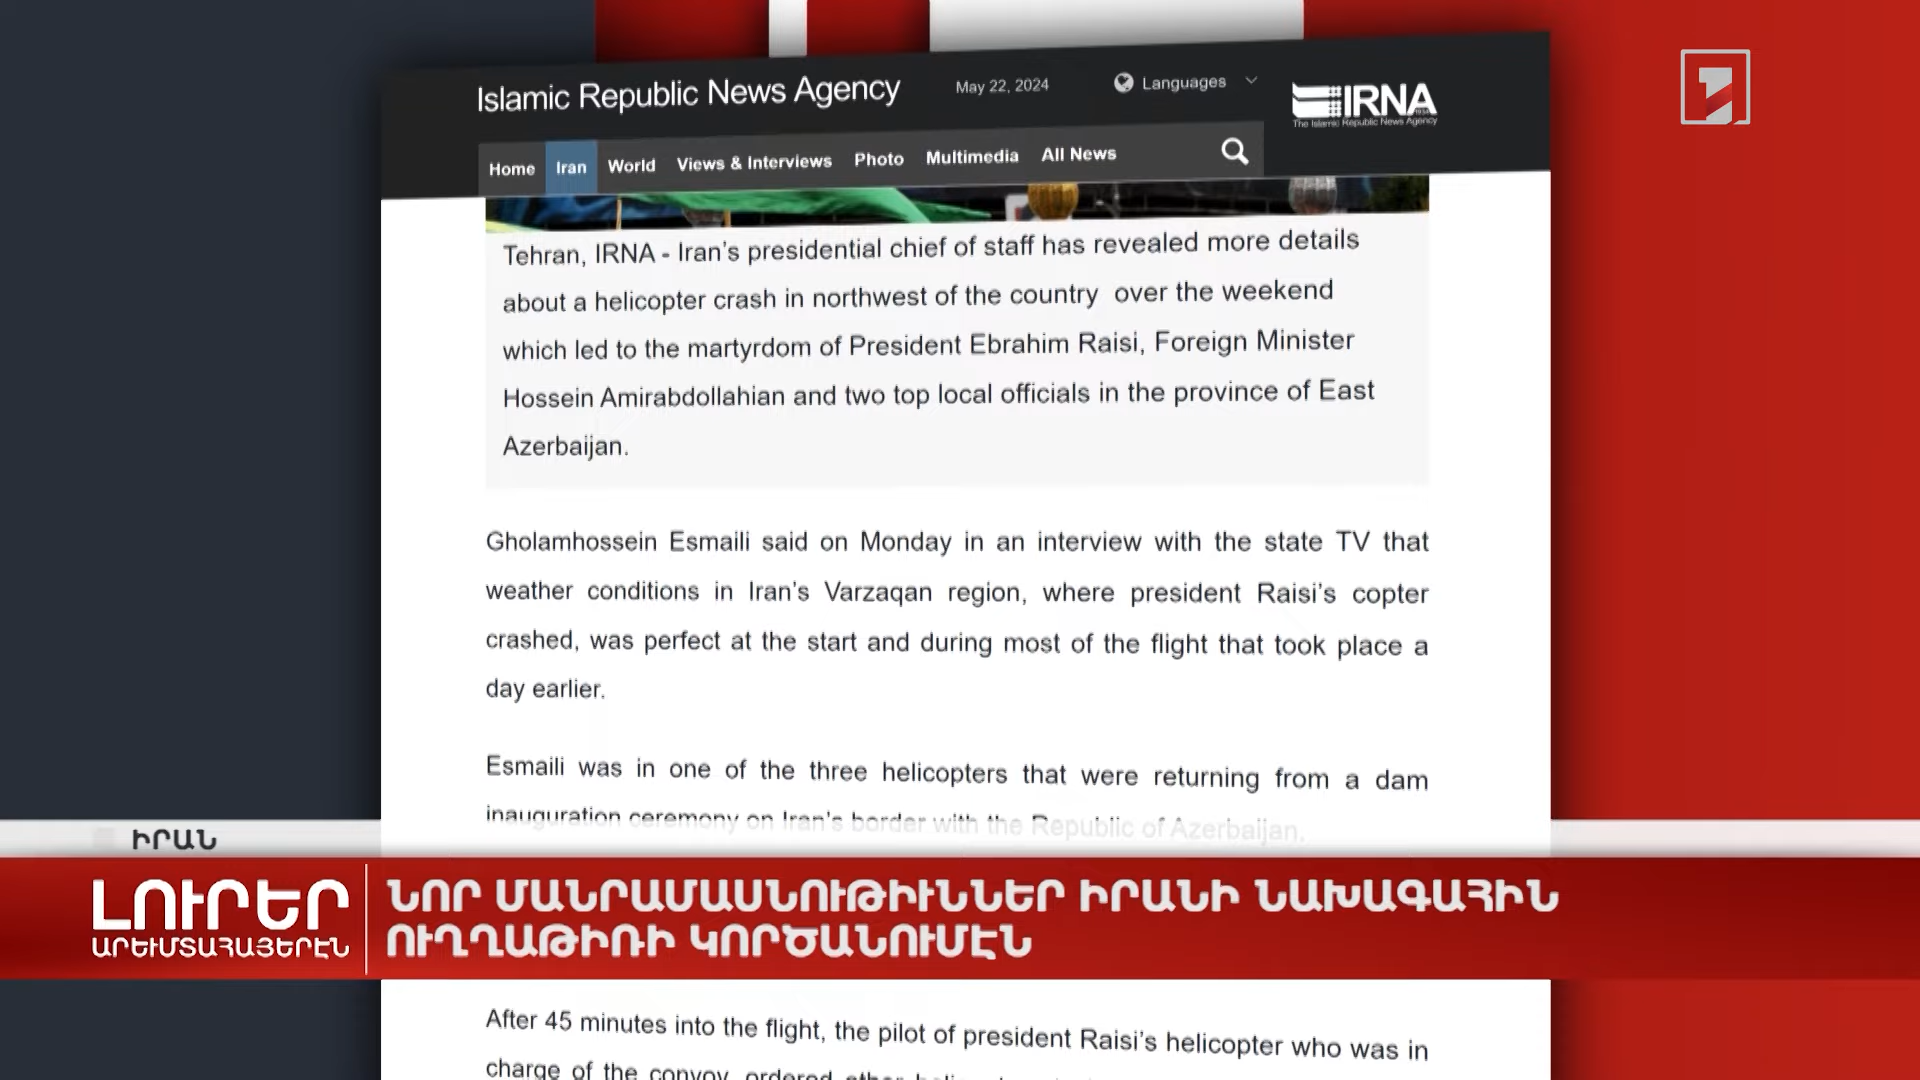 Islamic Republic News Agency
May 22, 2024
Languages
IRNA
The Islamic Republic News Agency
Home Iran World Views & Interviews Photo Multimedia All News
Tehran, IRNA - Iran’s presidential chief of staff has revealed more details
about a helicopter crash in northwest of the country over the weekend
which led to the martyrdom of President Ebrahim Raisi, Foreign Minister
Hossein Amirabdollahian and two top local officials in the province of East
Azerbaijan.
Gholamhossein Esmaili said on Monday in an interview with the state TV that
weather conditions in Iran’s Varzaqan region, where president Raisi’s copter
crashed, was perfect at the start and during most of the flight that took place a
day earlier.
Esmaili was in one of the three helicopters that were returning from a dam
inauguration ceremony on Iran’s border with the Republic of Azerbaijan.
ԻՐԱՆ
ԼՈՒՐԵՐ
ԱՐԵՒՄՏԱՀԱՅԵՐԷՆ
ՆՈՐ ՄԱՆՐԱՄԱՍՆՈՒԹԻՒՆՆԵՐ ԻՐԱՆԻ ՆԱԽԱԳԱՀԻՆ
ՈՒՂՂԱԹԻՌԻ ԿՈՐԾԱՆՈՒՄԷՆ
After 45 minutes into the flight, the pilot of president Raisi’s helicopter who was in
charge of the convoy, ordered other